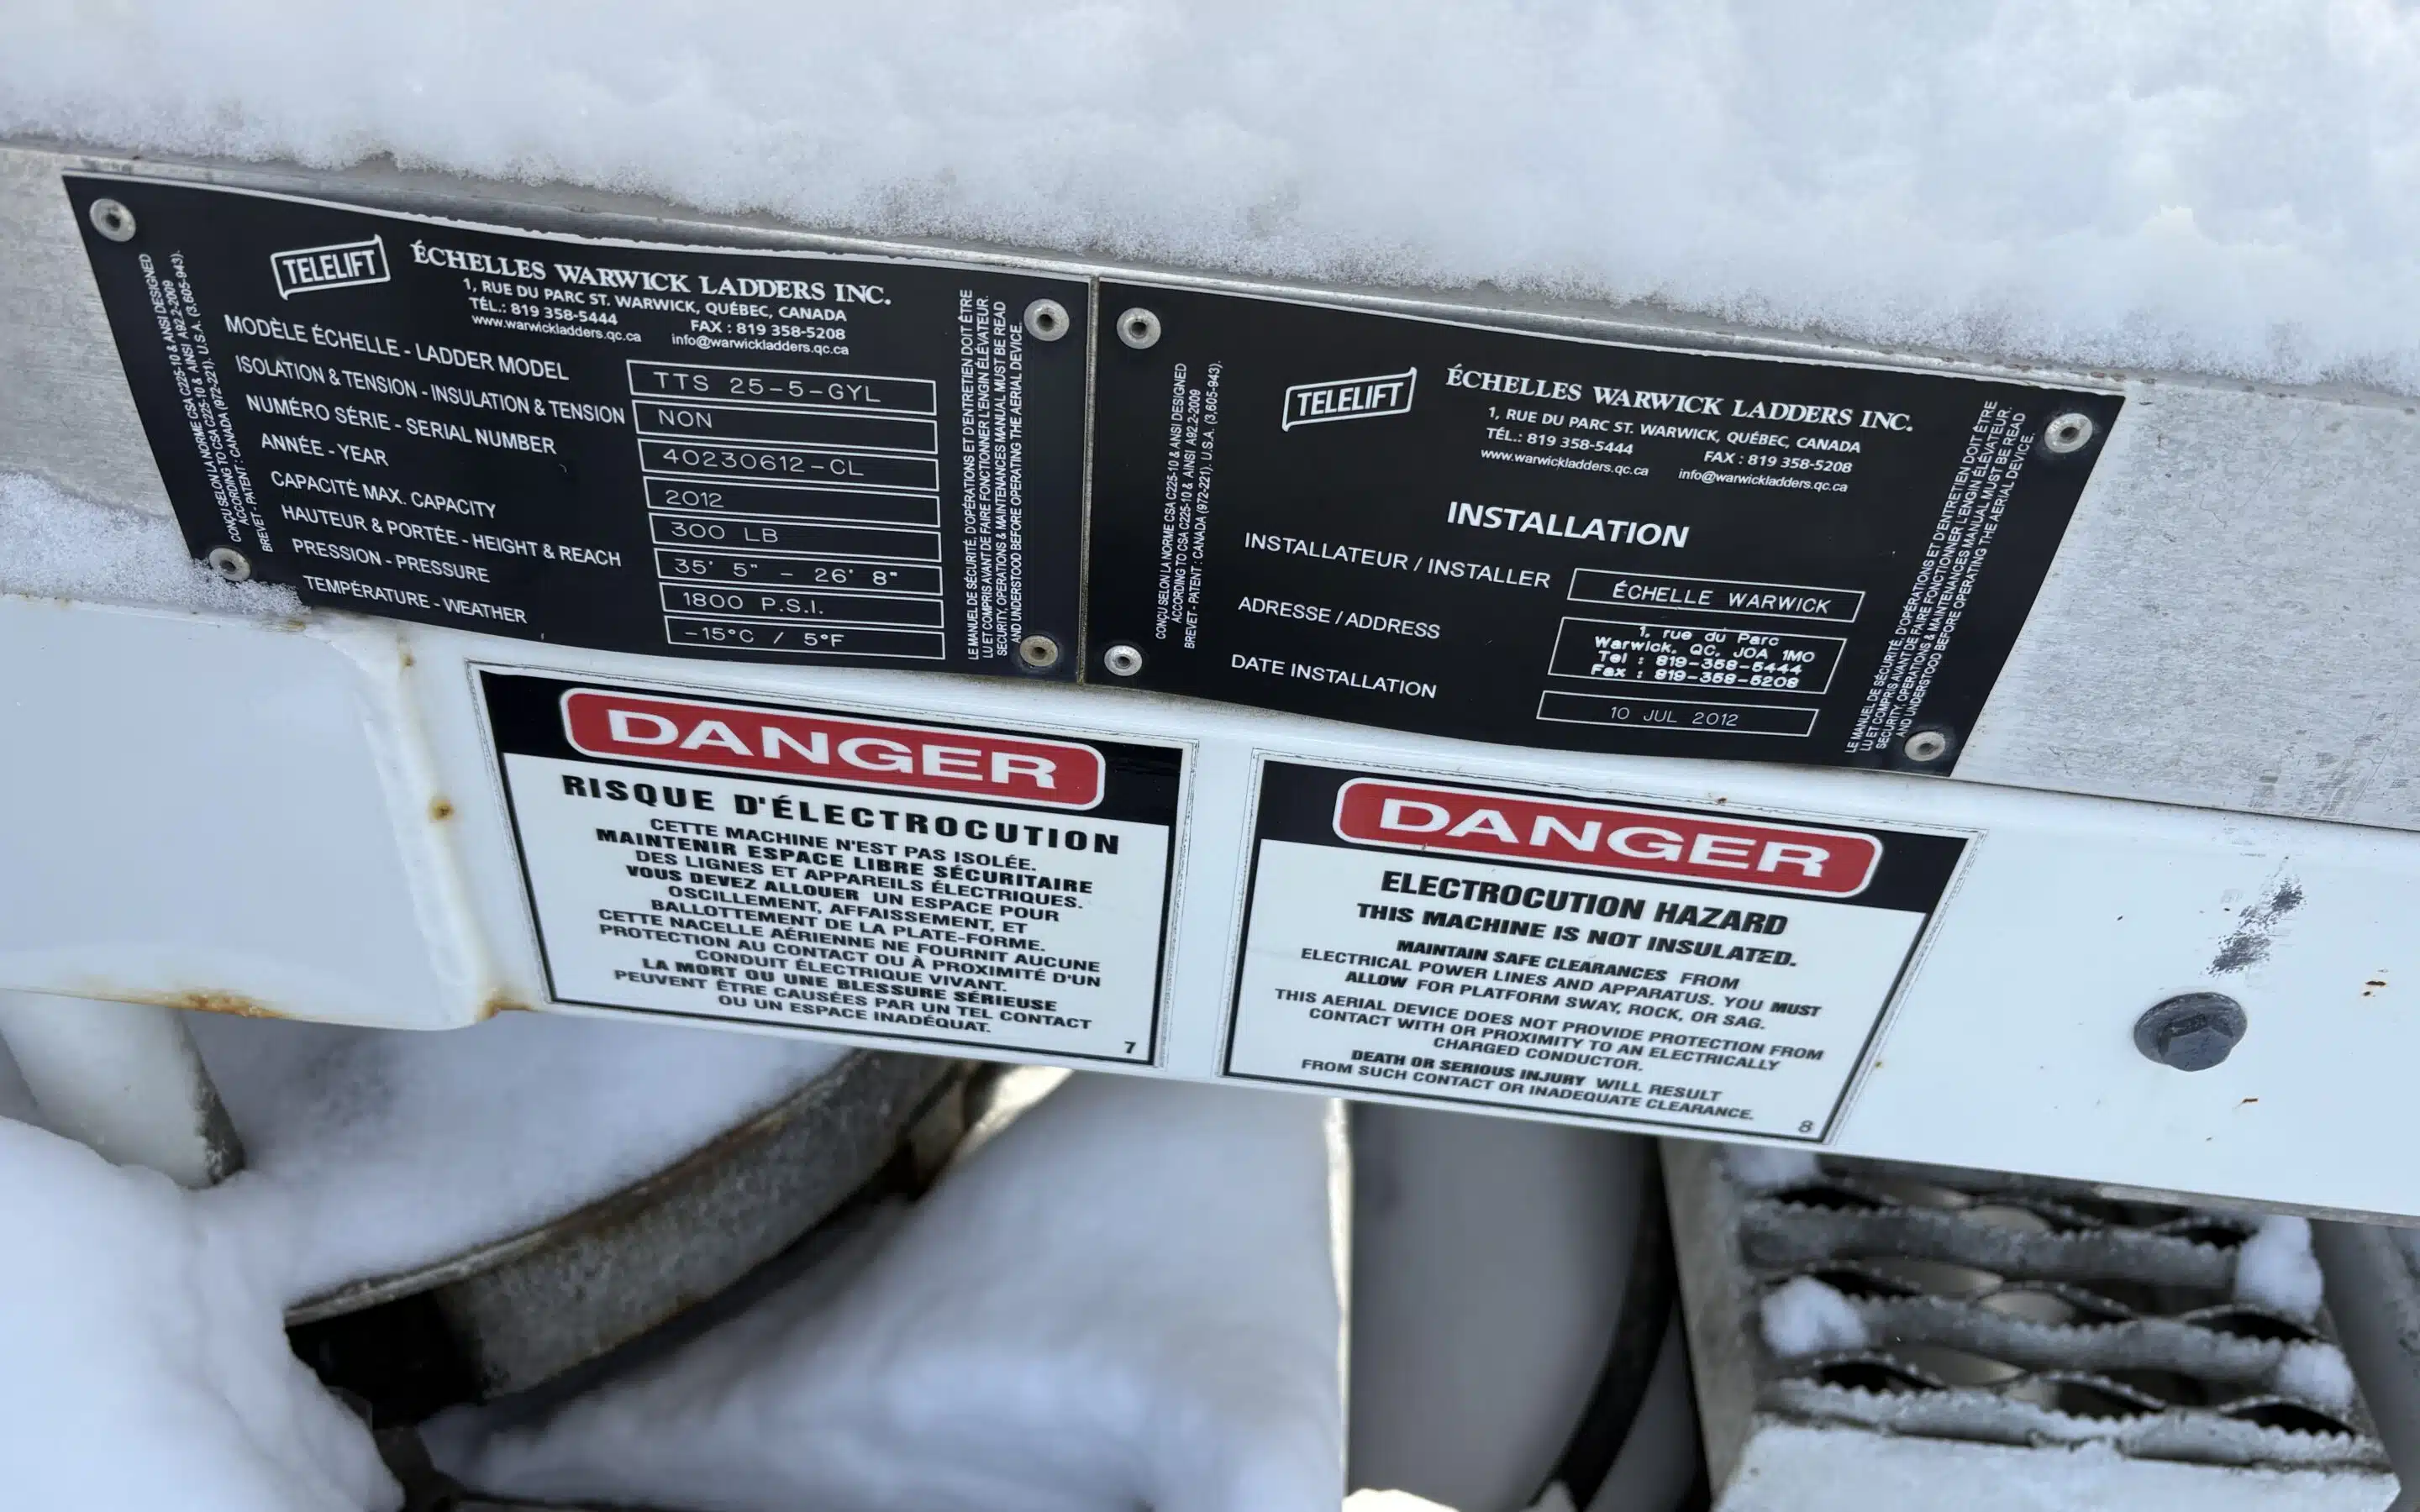 TELELIFT
ÉCHELLES WARWICK LADDERS INC.
1, RUE DU PARC ST. WARWICK, QUÉBEC, CANADA
TÉL.: 819 358-5444 FAX : 819 358-5208
www.warwickladders.qc.ca info@warwickladders.qc.ca
MODÈLE ÉCHELLE - LADDER MODEL TTS 25-5-GYL
ISOLATION & TENSION - INSULATION & TENSION NON
NUMÉRO SÉRIE - SERIAL NUMBER 40230612-CL
ANNÉE - YEAR 2012
CAPACITÉ MAX. CAPACITY 300 LB
HAUTEUR & PORTÉE - HEIGHT & REACH 35' 5" - 26' 8"
PRESSION - PRESSURE 1800 P.S.I.
TEMPÉRATURE - WEATHER -15°C / 5°F
CONÇU SELON LA NORME CSA C225-10 & ANSI DESIGNED
ACCORDING TO CSA C225-10 & AINSI A92.2-2009
BREVET - PATENT : CANADA (972-221). U.S.A. (3.605-943).
LE MANUEL DE SÉCURITÉ, D'OPÉRATIONS ET D'ENTRETIEN DOIT ÊTRE
LU ET COMPRIS AVANT DE FAIRE FONCTIONNER L'ENGIN ÉLÉVATEUR.
SECURITY, OPERATIONS & MAINTENANCES MANUAL MUST BE READ
AND UNDERSTOOD BEFORE OPERATING THE AERIAL DEVICE.
TELELIFT
ÉCHELLES WARWICK LADDERS INC.
1, RUE DU PARC ST. WARWICK, QUÉBEC, CANADA
TÉL.: 819 358-5444 FAX : 819 358-5208
www.warwickladders.qc.ca info@warwickladders.qc.ca
INSTALLATION
INSTALLATEUR / INSTALLER ÉCHELLE WARWICK
ADRESSE / ADDRESS 1, rue du Parc
Warwick, QC, J0A 1M0
Tel : 819-358-5444
Fax : 819-358-5208
DATE INSTALLATION 10 JUL 2012
CONÇU SELON LA NORME CSA C225-10 & ANSI DESIGNED
ACCORDING TO CSA C225-10 & AINSI A92.2-2009
BREVET - PATENT : CANADA (972-221). U.S.A. (3.605-943).
LE MANUEL DE SÉCURITÉ, D'OPÉRATIONS ET D'ENTRETIEN DOIT ÊTRE
LU ET COMPRIS AVANT DE FAIRE FONCTIONNER L'ENGIN ÉLÉVATEUR.
SECURITY, OPERATIONS & MAINTENANCES MANUAL MUST BE READ
AND UNDERSTOOD BEFORE OPERATING THE AERIAL DEVICE.
DANGER
RISQUE D'ÉLECTROCUTION
CETTE MACHINE N'EST PAS ISOLÉE.
MAINTENIR ESPACE LIBRE SÉCURITAIRE
DES LIGNES ET APPAREILS ÉLECTRIQUES.
VOUS DEVEZ ALLOUER UN ESPACE POUR
OSCILLEMENT, AFFAISSEMENT, ET
BALLOTTEMENT DE LA PLATE-FORME.
CETTE NACELLE AÉRIENNE NE FOURNIT AUCUNE
PROTECTION AU CONTACT OU À PROXIMITÉ D'UN
CONDUIT ÉLECTRIQUE VIVANT.
LA MORT OU UNE BLESSURE SÉRIEUSE
PEUVENT ÊTRE CAUSÉES PAR UN TEL CONTACT
OU UN ESPACE INADÉQUAT.
7
DANGER
ELECTROCUTION HAZARD
THIS MACHINE IS NOT INSULATED.
MAINTAIN SAFE CLEARANCES FROM
ELECTRICAL POWER LINES AND APPARATUS. YOU MUST
ALLOW FOR PLATFORM SWAY, ROCK, OR SAG.
THIS AERIAL DEVICE DOES NOT PROVIDE PROTECTION FROM
CONTACT WITH OR PROXIMITY TO AN ELECTRICALLY
CHARGED CONDUCTOR.
DEATH OR SERIOUS INJURY WILL RESULT
FROM SUCH CONTACT OR INADEQUATE CLEARANCE.
8